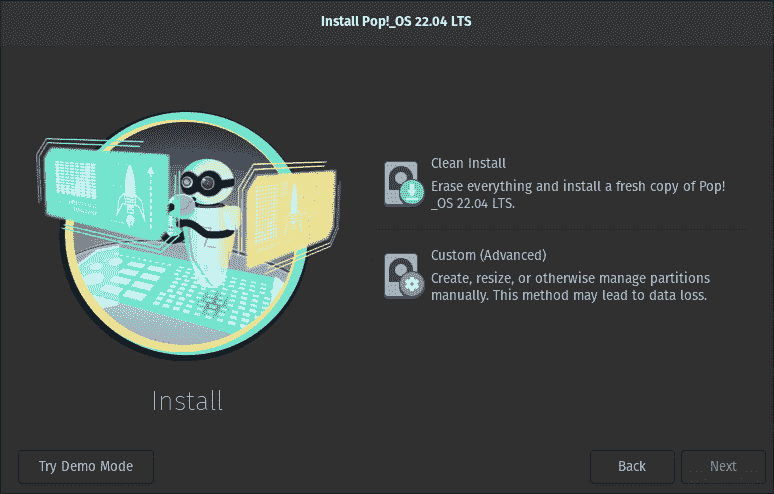 Install Pop!_OS 22.04 LTS
Clean Install
Erase everything and install a fresh copy of Pop!
_OS 22.04 LTS.
Custom (Advanced)
Create, resize, or otherwise manage partitions
manually. This method may lead to data loss.
Install
Try Demo Mode
Back
Next